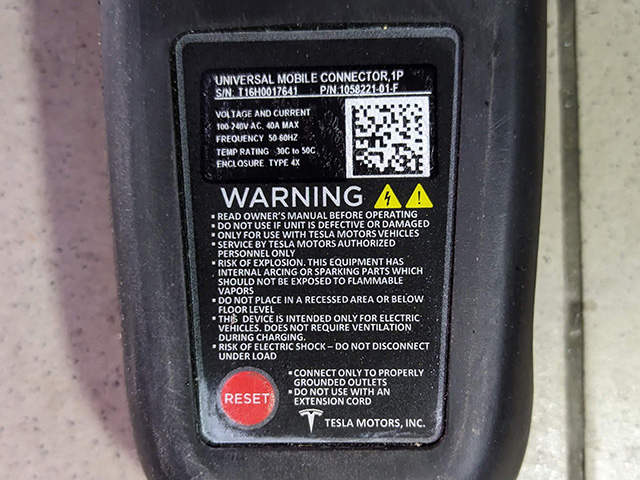 UNIVERSAL MOBILE CONNECTOR,1P
S/N: T16H0017641 P/N:1058221-01-F
VOLTAGE AND CURRENT
100-240V AC, 40A MAX
FREQUENCY 50-60HZ
TEMP RATING -30C to 50C
ENCLOSURE TYPE 4X
WARNING
▪ READ OWNER'S MANUAL BEFORE OPERATING
▪ DO NOT USE IF UNIT IS DEFECTIVE OR DAMAGED
▪ ONLY FOR USE WITH TESLA MOTORS VEHICLES
▪ SERVICE BY TESLA MOTORS AUTHORIZED
PERSONNEL ONLY
▪ RISK OF EXPLOSION. THIS EQUIPMENT HAS
INTERNAL ARCING OR SPARKING PARTS WHICH
SHOULD NOT BE EXPOSED TO FLAMMABLE
VAPORS
▪ DO NOT PLACE IN A RECESSED AREA OR BELOW
FLOOR LEVEL
▪ THIS DEVICE IS INTENDED ONLY FOR ELECTRIC
VEHICLES. DOES NOT REQUIRE VENTILATION
DURING CHARGING.
▪ RISK OF ELECTRIC SHOCK – DO NOT DISCONNECT
UNDER LOAD
▪ CONNECT ONLY TO PROPERLY
GROUNDED OUTLETS
▪ DO NOT USE WITH AN
EXTENSION CORD
RESET
TESLA MOTORS, INC.